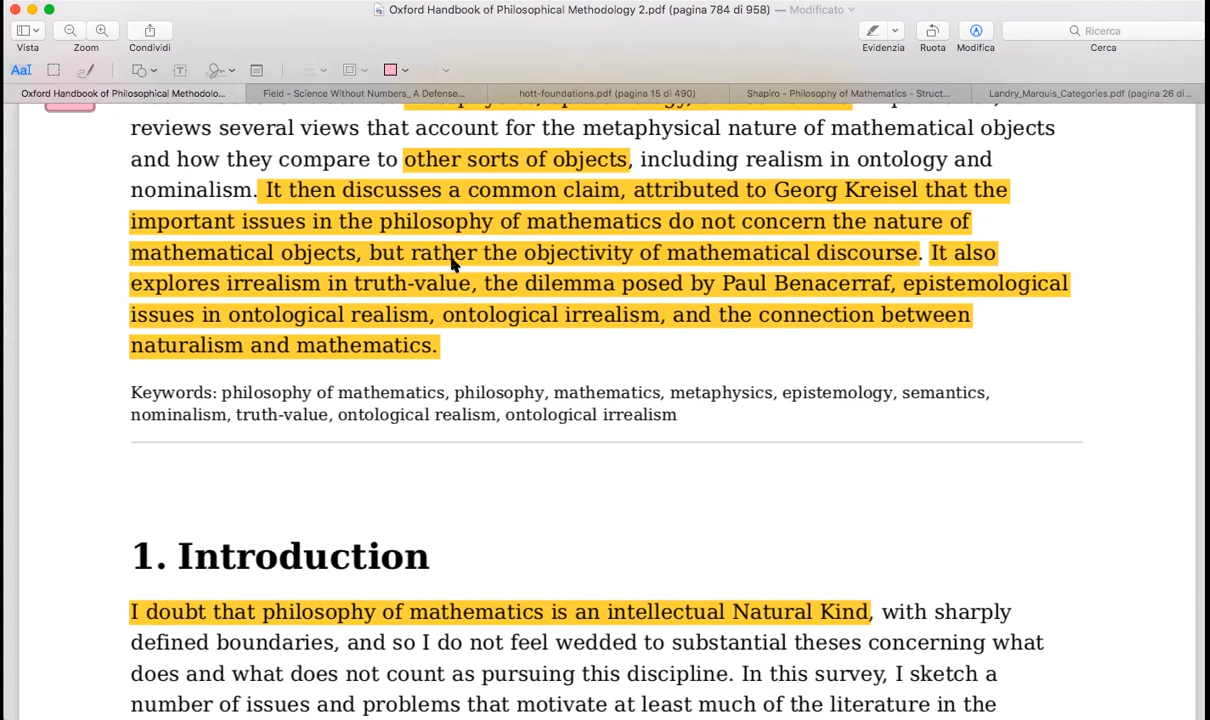 Oxford Handbook of Philosophical Methodology 2.pdf (pagina 784 di 958) — Modificato
Vista
Zoom
Condividi
Evidenzia
Ruota
Modifica
Ricerca
Cerca
AaI
Oxford Handbook of Philosophical Methodolo...
Field - Science Without Numbers_ A Defense...
hott-foundations.pdf (pagina 15 di 490)
Shapiro - Philosophy of Mathematics - Struct...
Landry_Marquis_Categories.pdf (pagina 26 di...
reviews several views that account for the metaphysical nature of mathematical objects
and how they compare to other sorts of objects, including realism in ontology and
nominalism. It then discusses a common claim, attributed to Georg Kreisel that the
important issues in the philosophy of mathematics do not concern the nature of
mathematical objects, but rather the objectivity of mathematical discourse. It also
explores irrealism in truth-value, the dilemma posed by Paul Benacerraf, epistemological
issues in ontological realism, ontological irrealism, and the connection between
naturalism and mathematics.
Keywords: philosophy of mathematics, philosophy, mathematics, metaphysics, epistemology, semantics,
nominalism, truth-value, ontological realism, ontological irrealism
1. Introduction
I doubt that philosophy of mathematics is an intellectual Natural Kind, with sharply
defined boundaries, and so I do not feel wedded to substantial theses concerning what
does and what does not count as pursuing this discipline. In this survey, I sketch a
number of issues and problems that motivate at least much of the literature in the